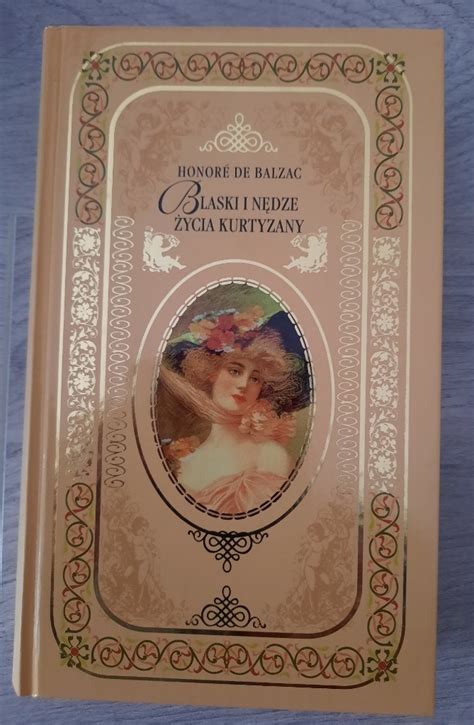 HONORÉ DE BALZAC
BLASKI I NĘDZE
ŻYCIA KURTYZANY